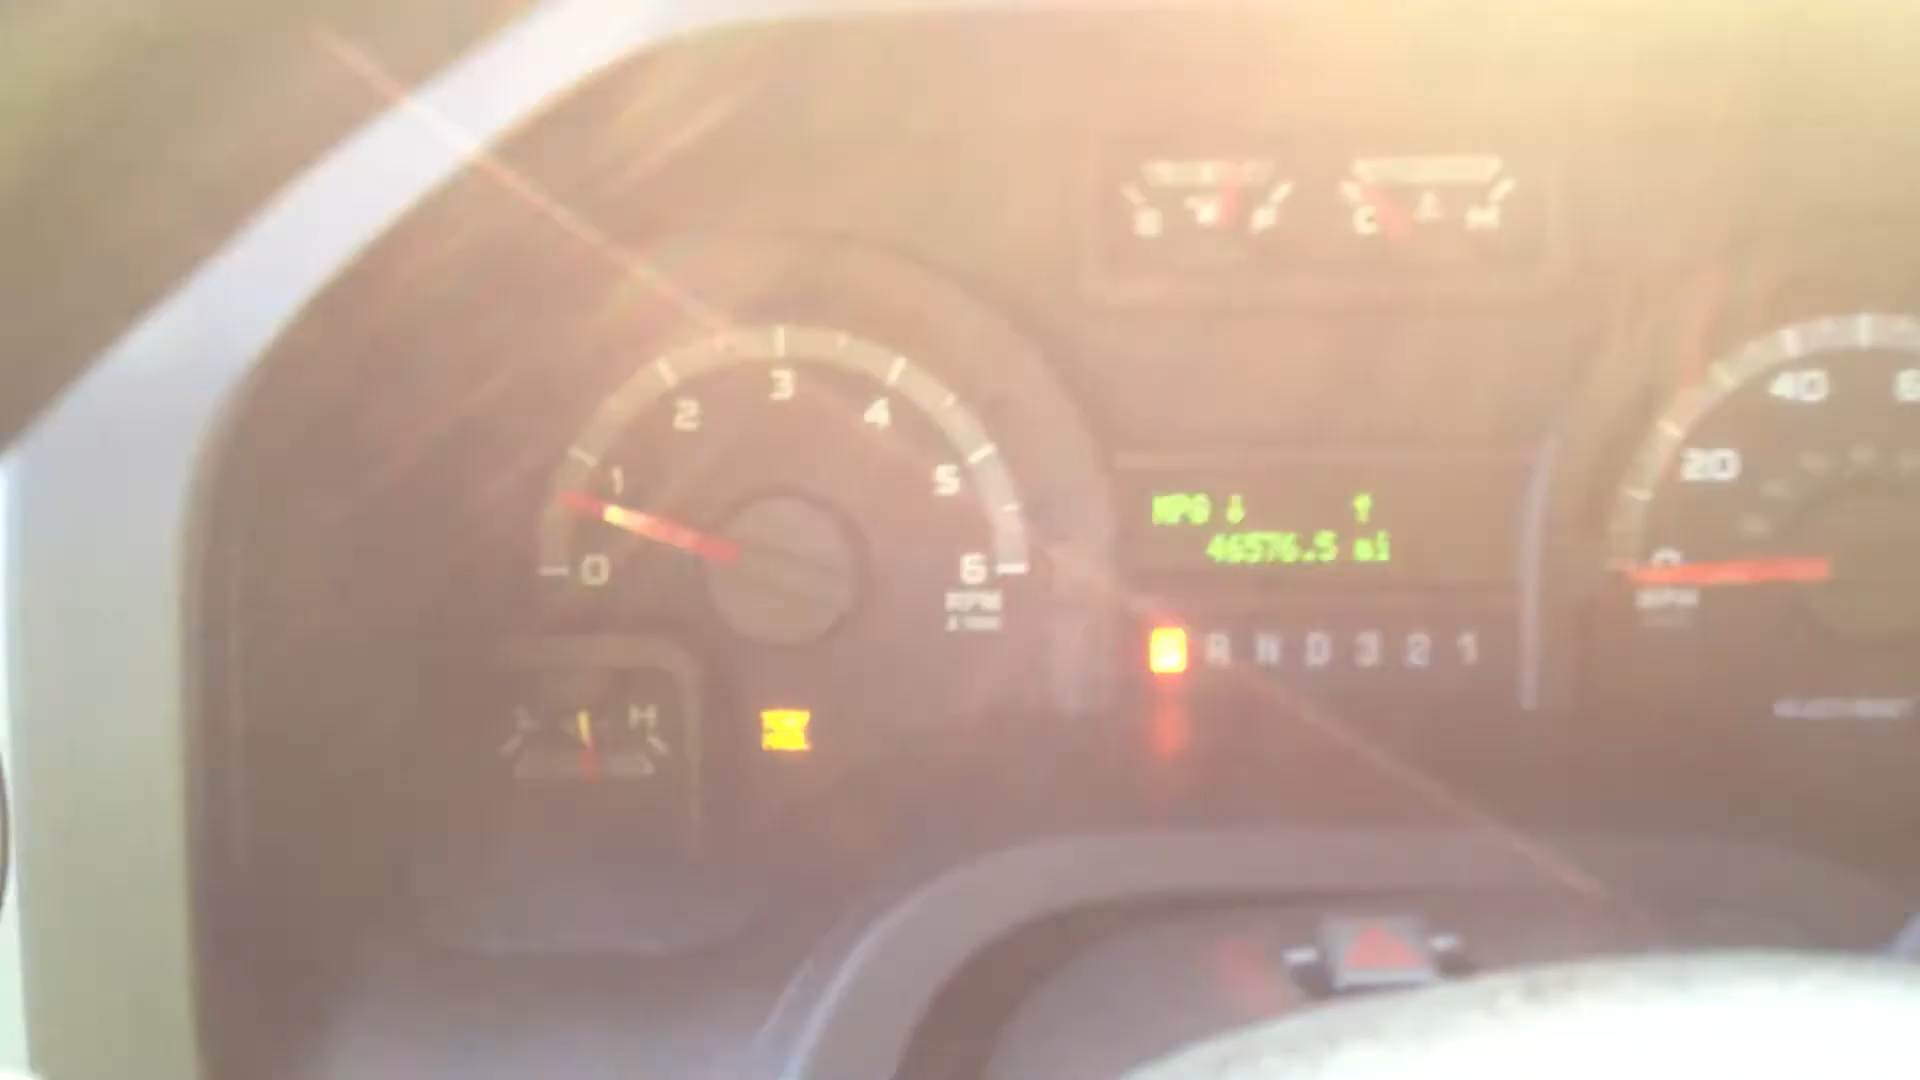 1 2 3 4 5
0 6
RPM
L H
E F
C H
MPG ↓ ↑
46576.5 mi
R N D 3 2 1
20 40
0
MPH